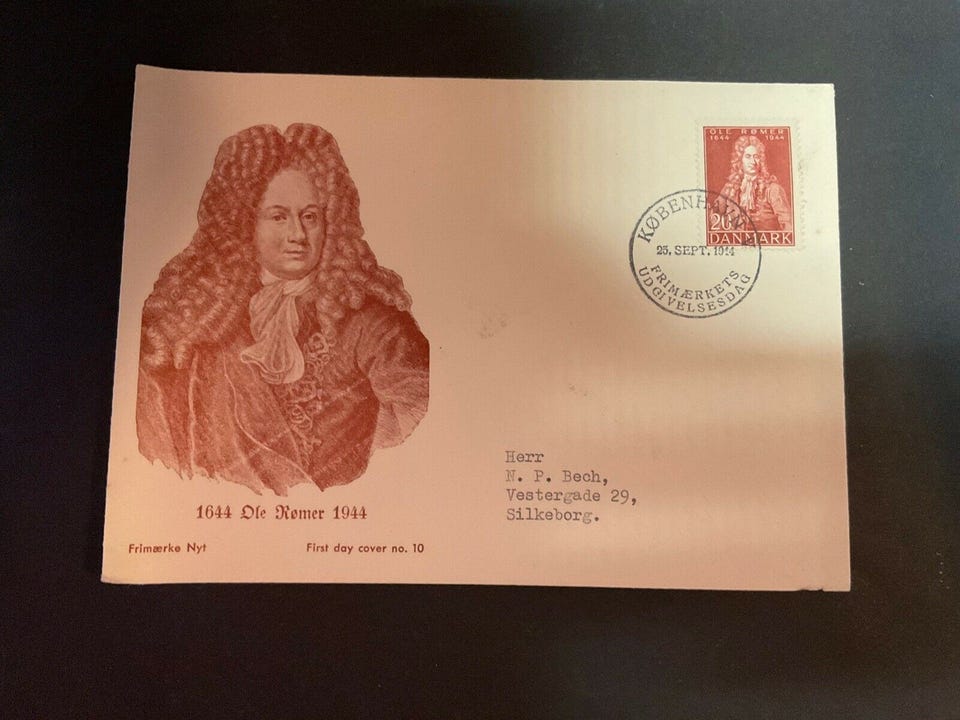 OLE RØMER
1644 1944
20
DANMARK
KØBENHAVN
25. SEPT. 1944
FRIMÆRKETS
UDGIVELSESDAG
Herr
N. P. Bech,
Vestergade 29,
Silkeborg.
1644 Ole Rømer 1944
Frimærke Nyt First day cover no. 10